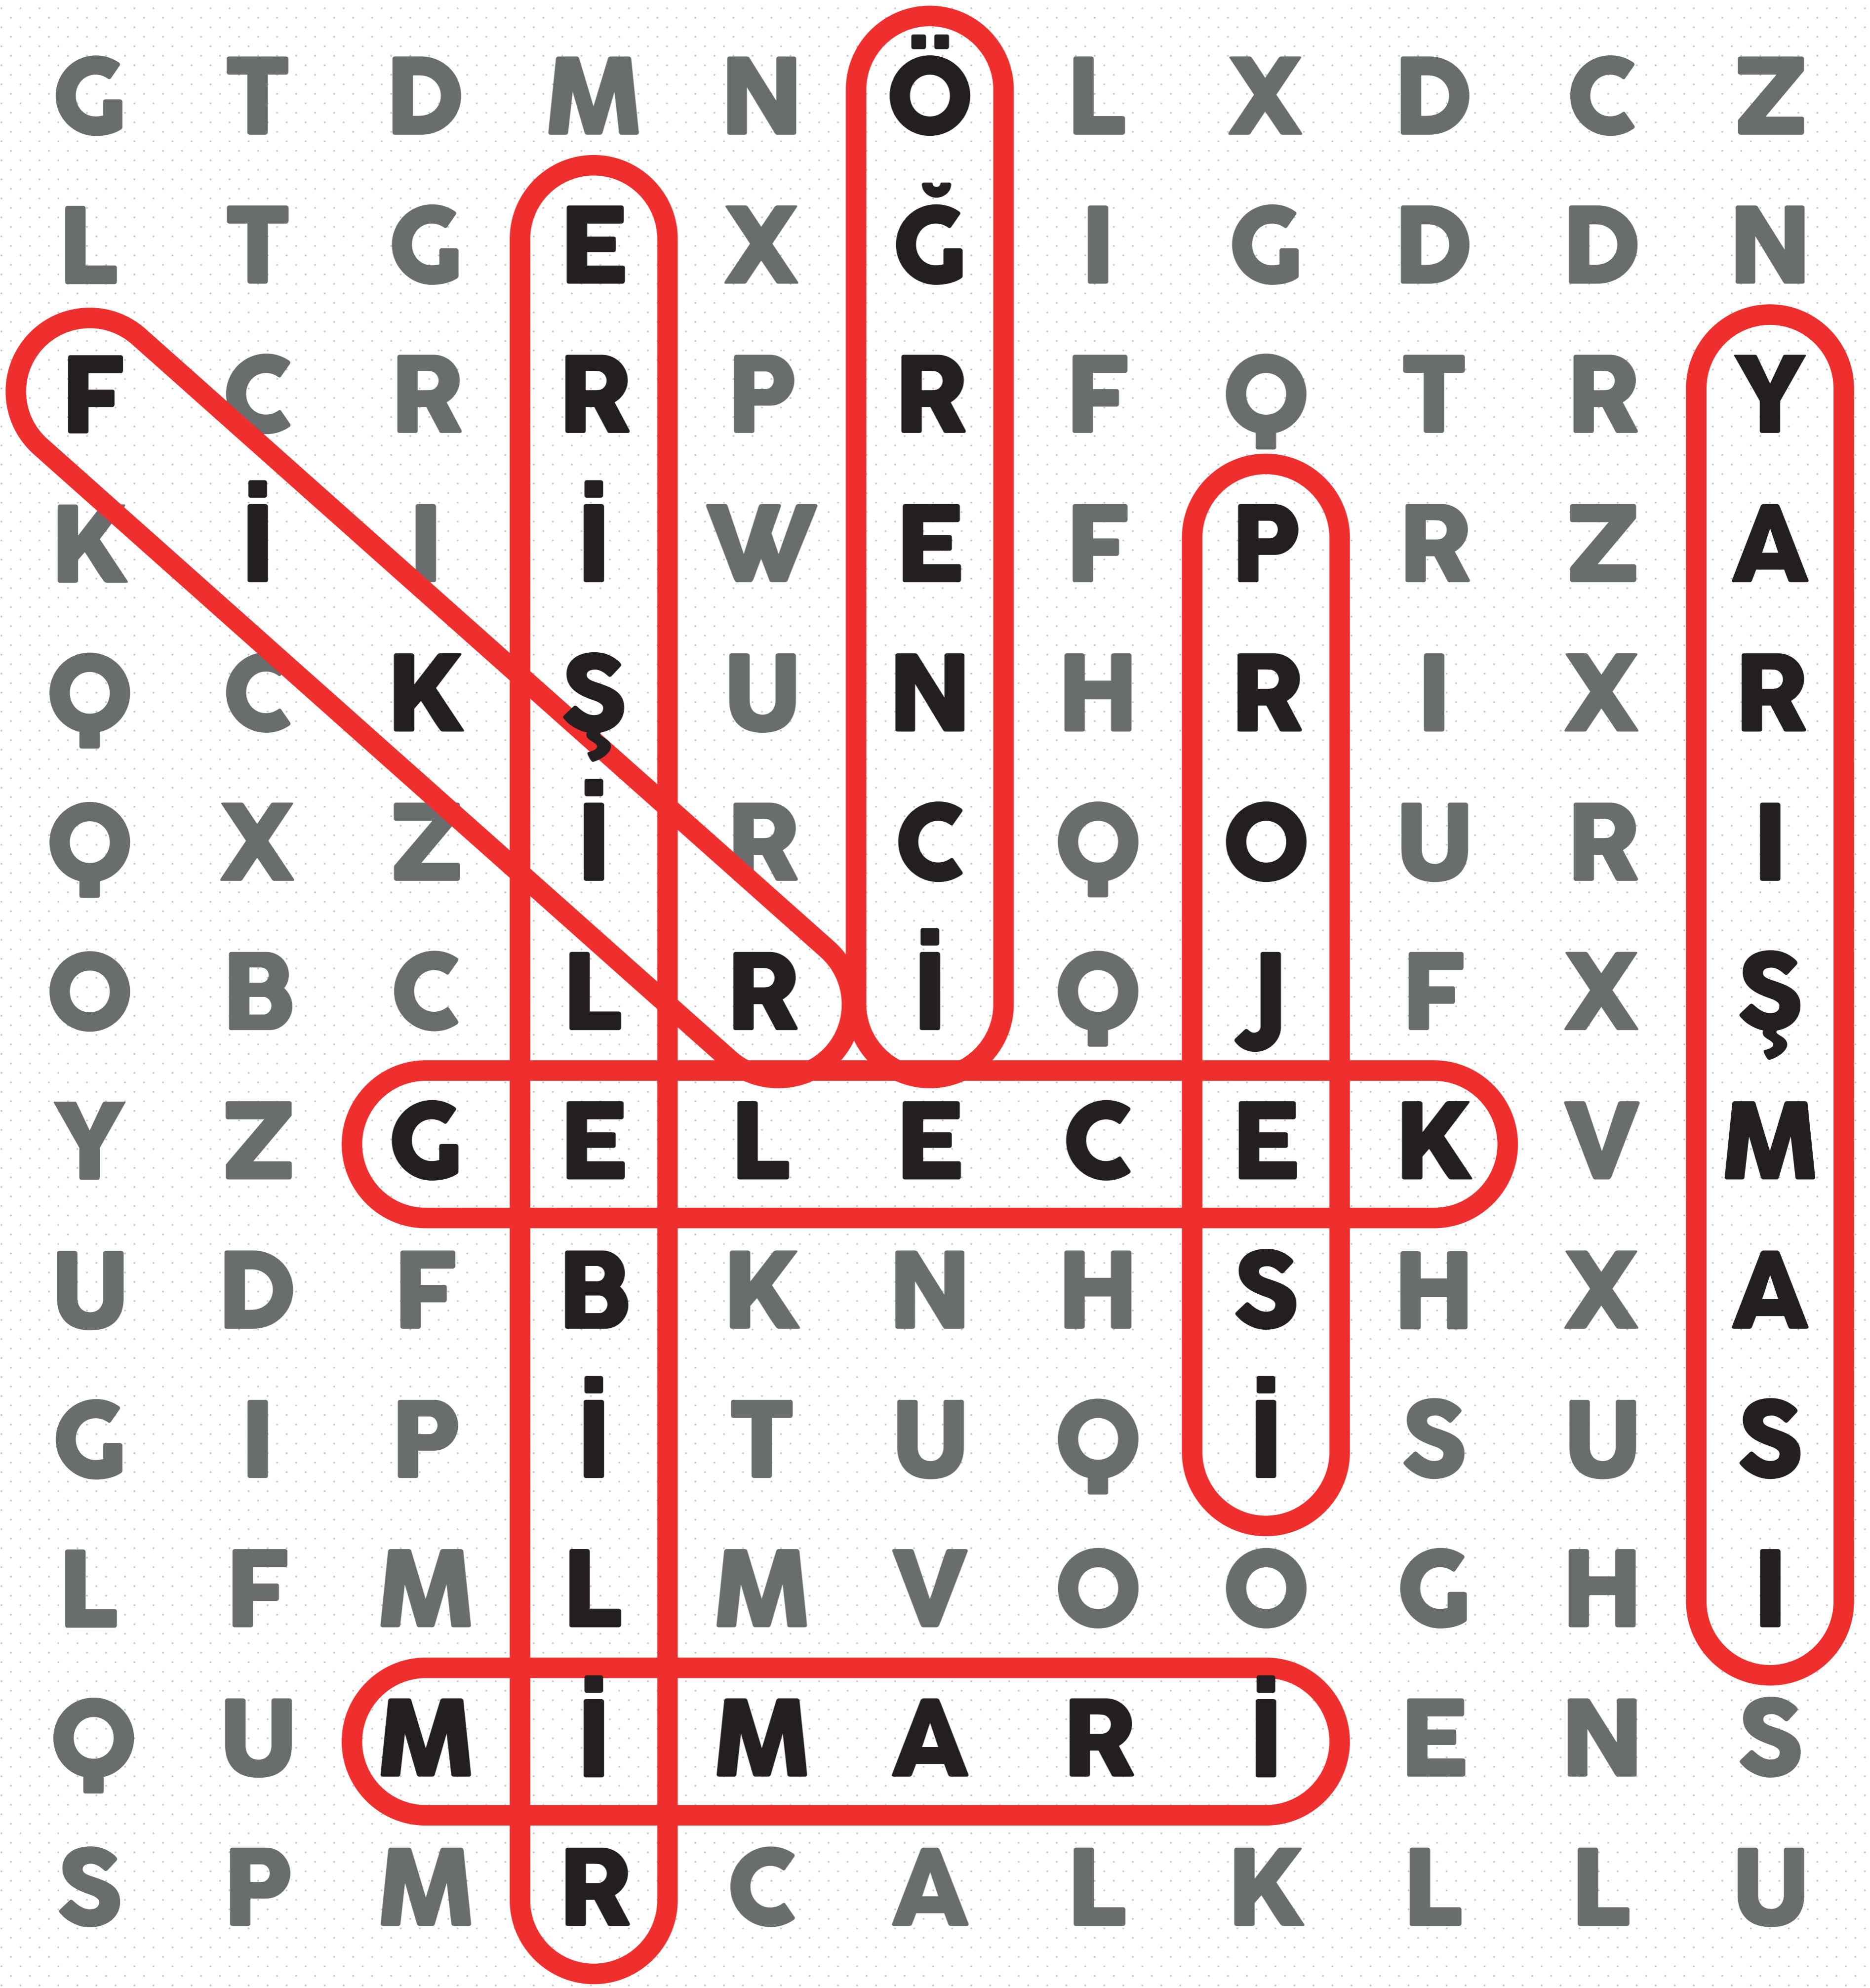 G T D M N Ö L X D C Z
L T G E X Ğ I G D D N
F C R R P R F Q T R Y
K İ I İ W E F P R Z A
Q C K Ş U N H R I X R
Q X Z İ R C Q O U R I
O B C L R İ Q J F X Ş
Y Z G E L E C E K V M
U D F B K N H S H X A
G I P İ T U Q İ S U S
L F M L M V O O G H I
Q U M İ M A R İ E N S
S P M R C A L K L L U